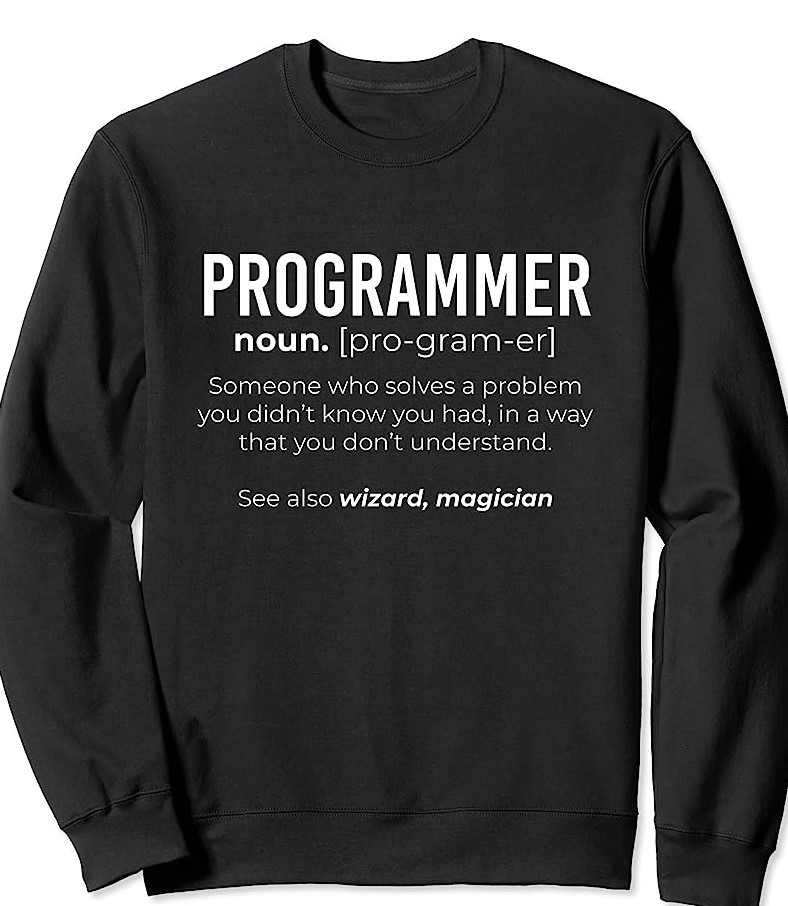 PROGRAMMER
noun. [pro-gram-er]
Someone who solves a problem
you didn't know you had, in a way
that you don't understand.
See also wizard, magician